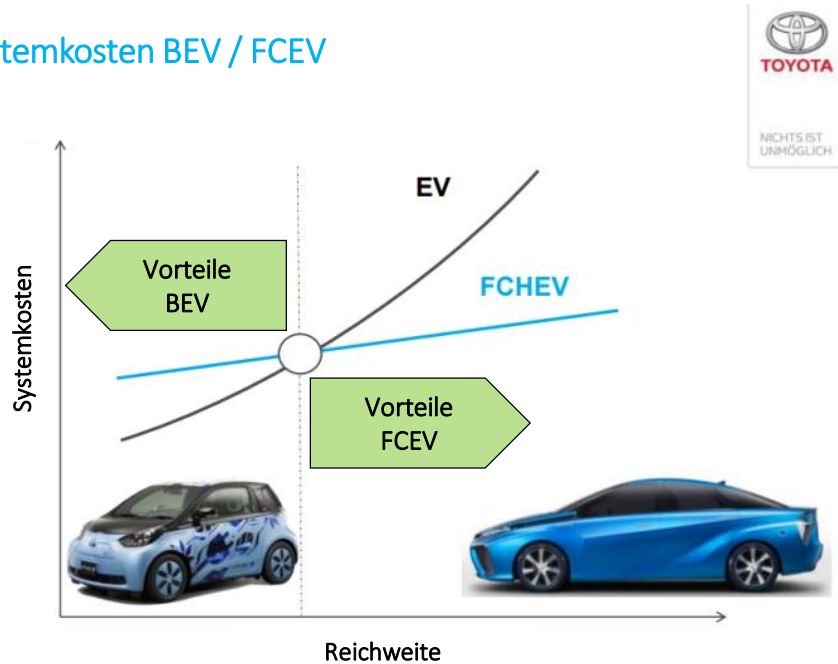 temkosten BEV / FCEV
TOYOTA
NICHTS IST
UNMÖGLICH
EV
Vorteile
BEV
FCHEV
Systemkosten
Vorteile
FCEV
Reichweite